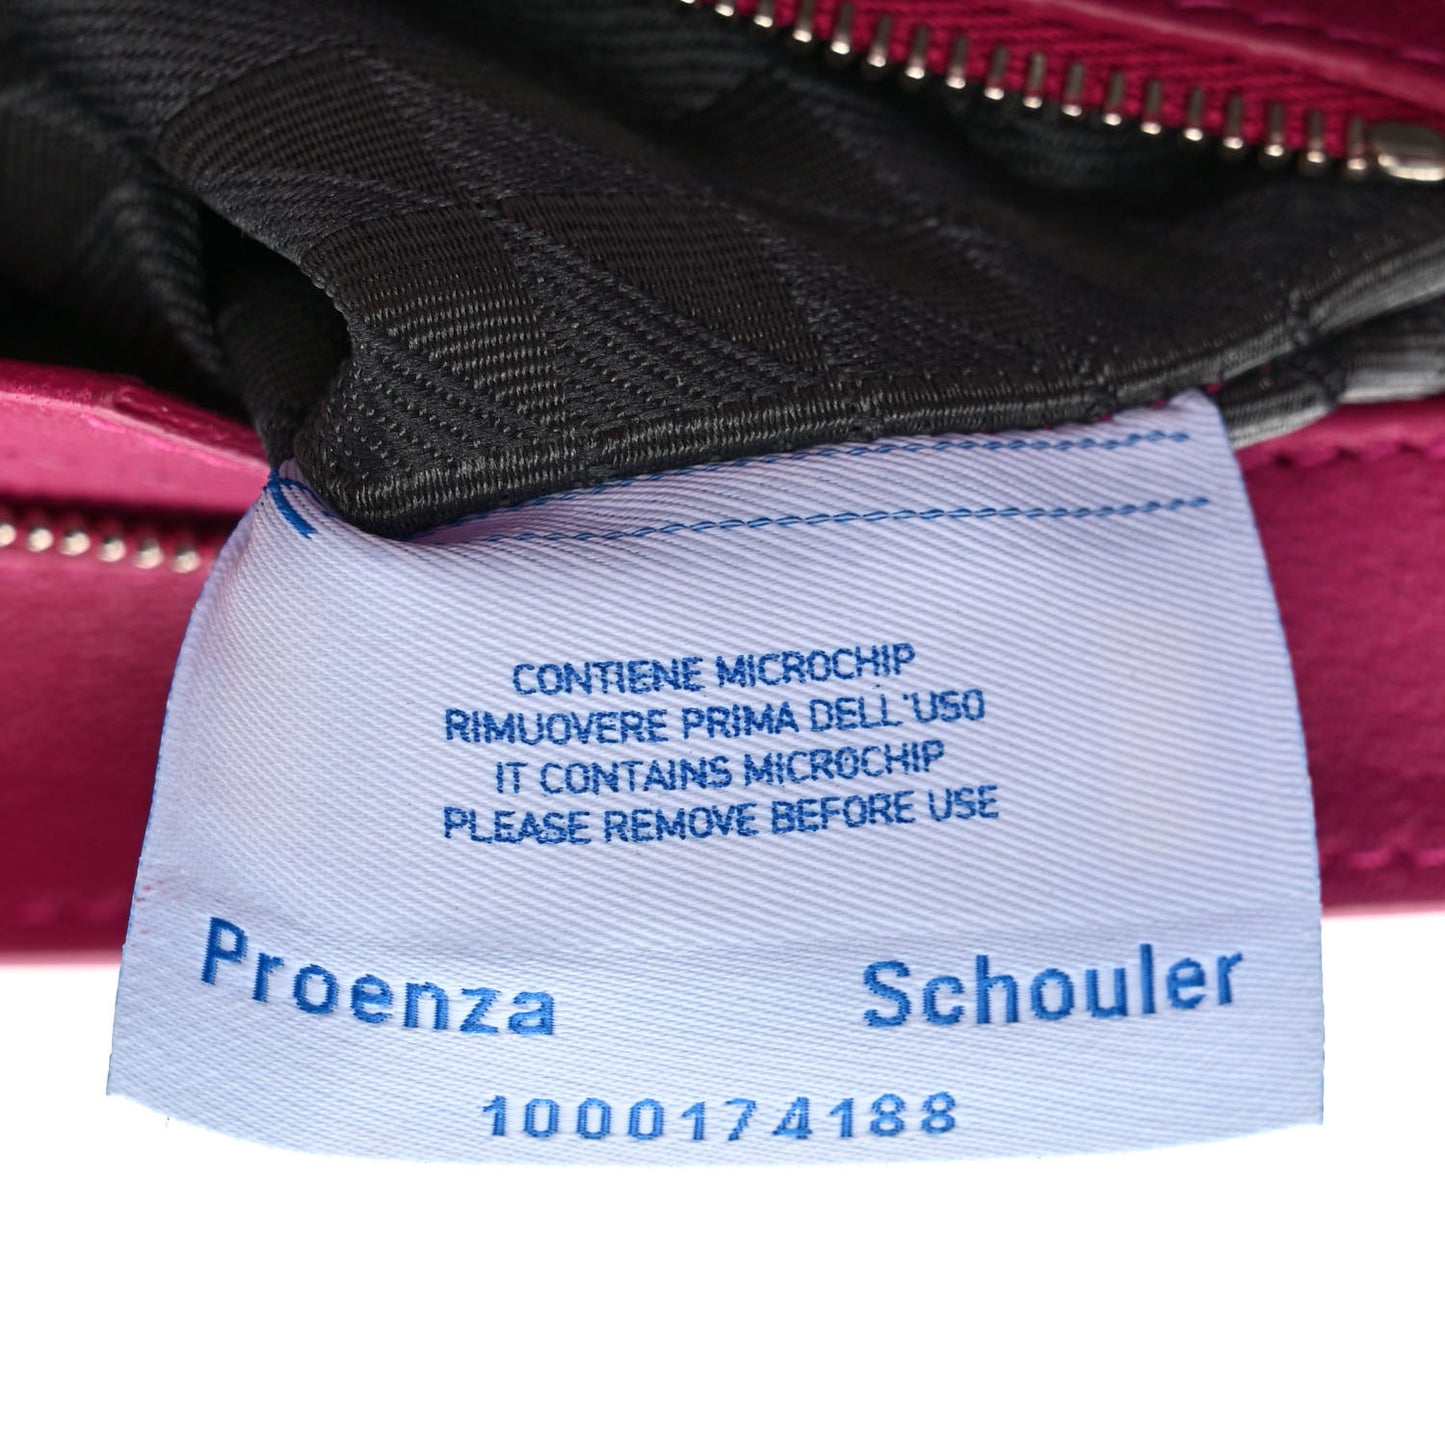 CONTIENE MICROCHIP
RIMUOVERE PRIMA DELL'USO
IT CONTAINS MICROCHIP
PLEASE REMOVE BEFORE USE
Proenza Schouler
1000174188